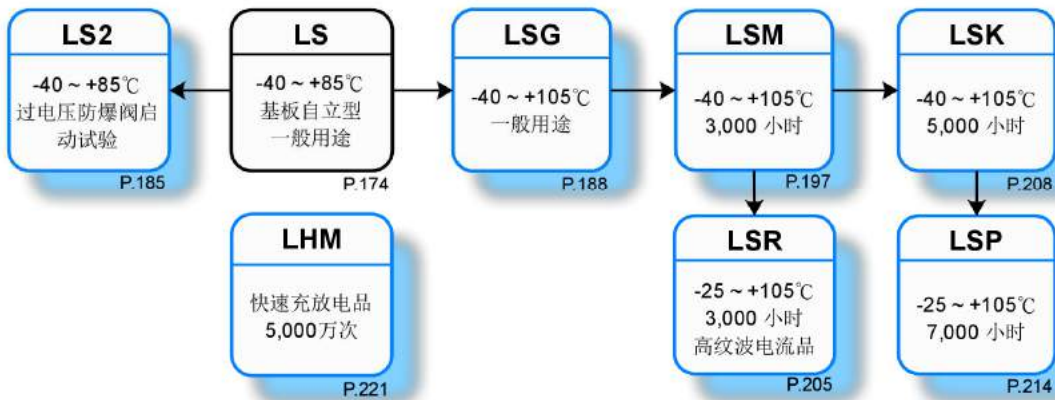 LS2
-40 ~ +85℃
过电压防爆阀启
动试验
P.185
LS
-40 ~ +85℃
基板自立型
一般用途
P.174
LSG
-40 ~ +105℃
一般用途
P.188
LSM
-40 ~ +105℃
3,000 小时
P.197
LSK
-40 ~ +105℃
5,000 小时
P.208
LHM
快速充放电品
5,000万次
P.221
LSR
-25 ~ +105℃
3,000 小时
高纹波电流品
P.205
LSP
-25 ~ +105℃
7,000 小时
P.214